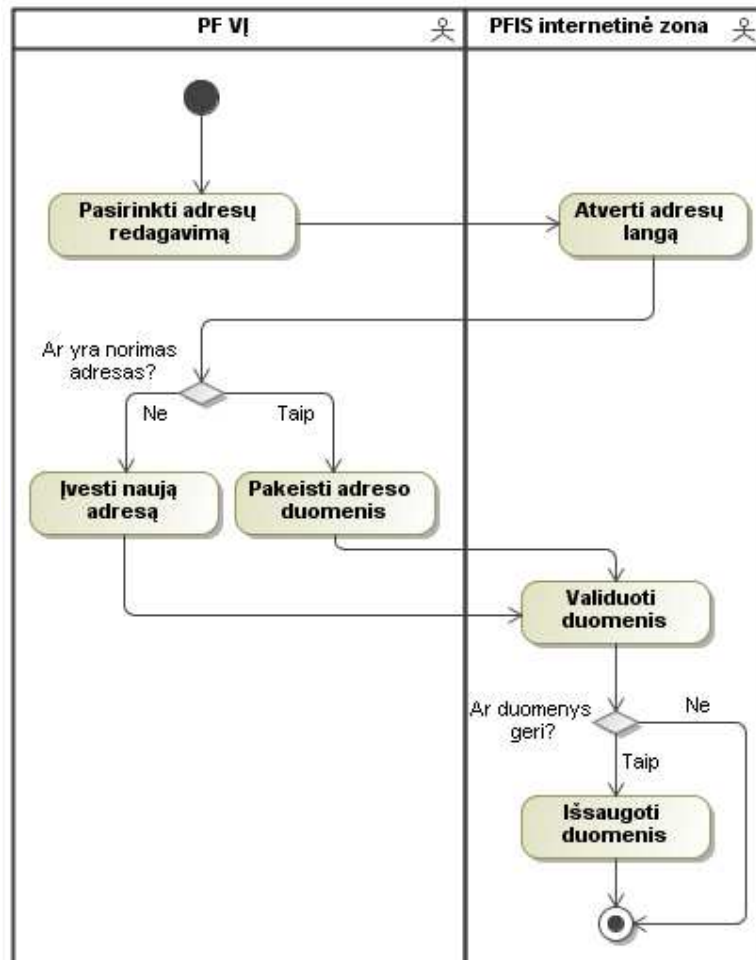 PF VĮ
PFIS internetinė zona
Pasirinkti adresų
redagavimą
Atverti adresų
langą
Ar yra norimas
adresas?
Ne
Taip
Įvesti naują
adresą
Pakeisti adreso
duomenis
Validuoti
duomenis
Ar duomenys
geri?
Ne
Taip
Išsaugoti
duomenis